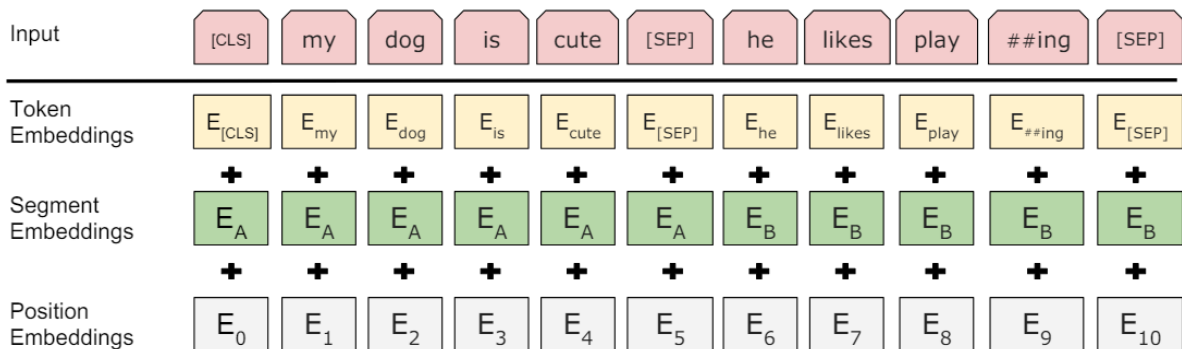 Input [CLS] my dog is cute [SEP] he likes play ##ing [SEP]
Token Embeddings E[CLS] Emy Edog Eis Ecute E[SEP] Ehe Elikes Eplay E##ing E[SEP]
+ + + + + + + + + + +
Segment Embeddings EA EA EA EA EA EA EB EB EB EB EB
+ + + + + + + + + + +
Position Embeddings E0 E1 E2 E3 E4 E5 E6 E7 E8 E9 E10